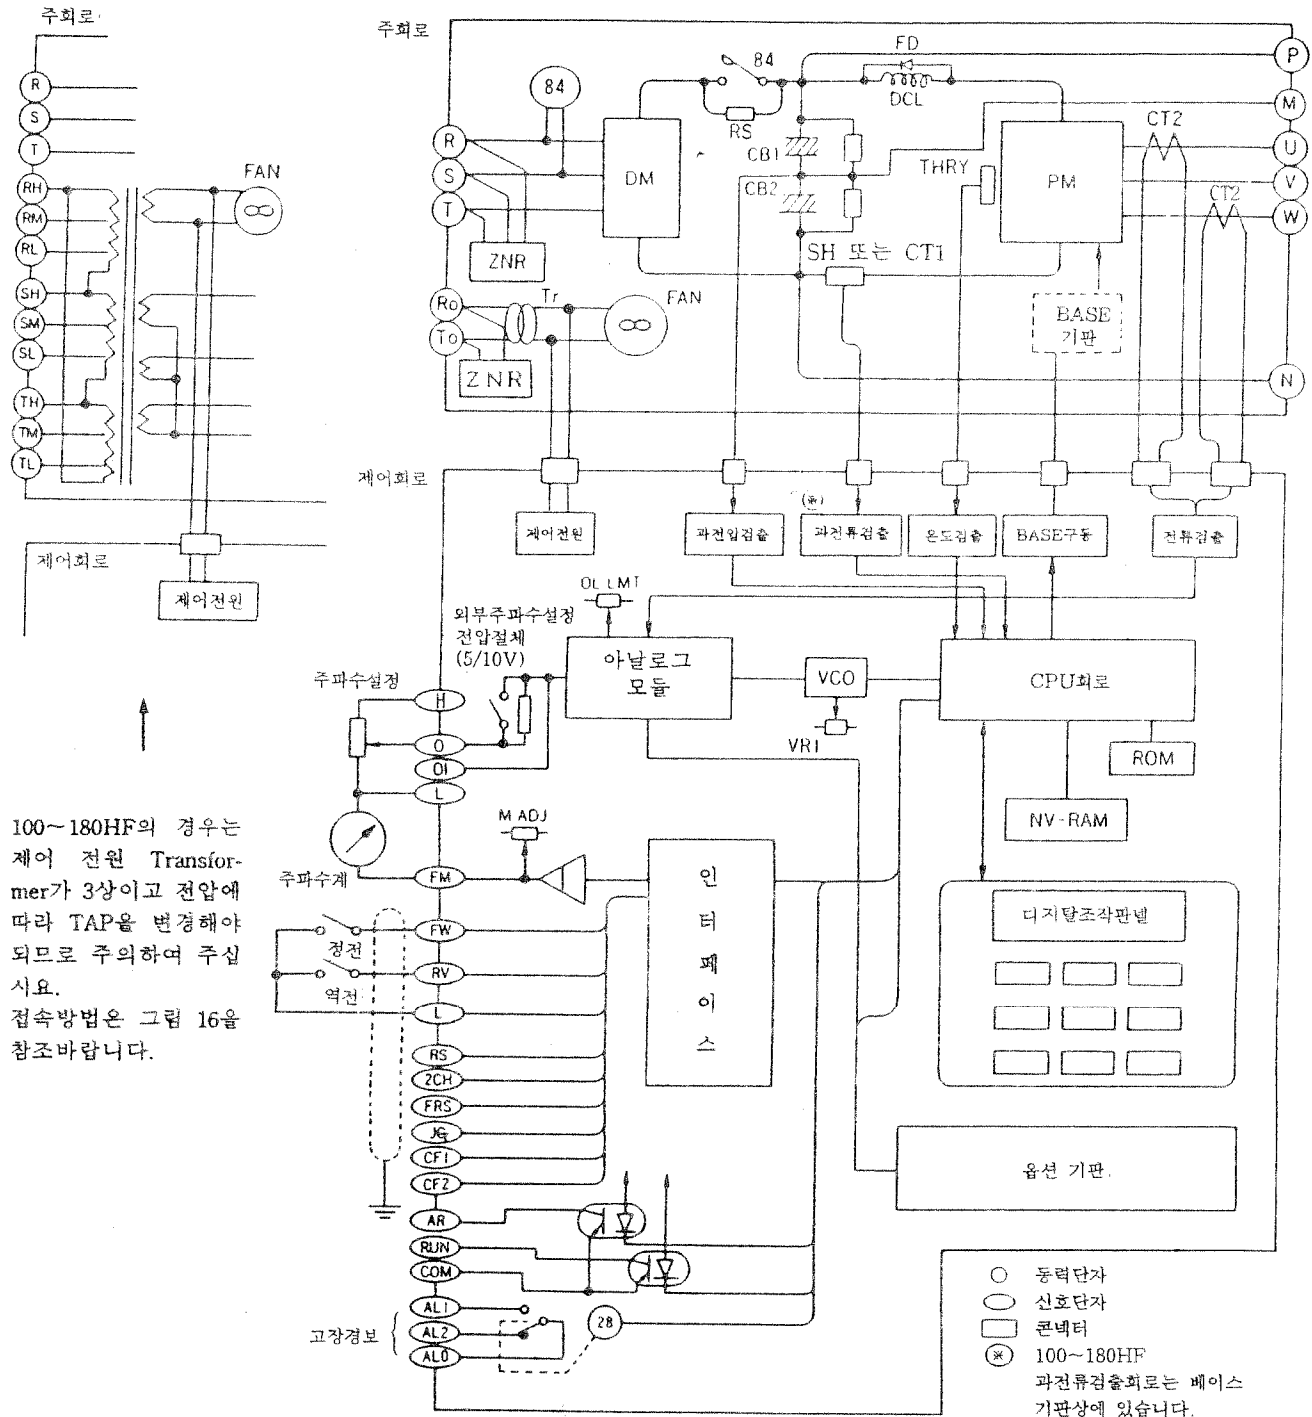 주회로
R
S
T
RH
RM
RL
SH
SM
SL
TH
TM
TL
FAN
제어회로
제어전원
100~180HF의 경우는
제어 전원 Transfor-
mer가 3상이고 전압에
따라 TAP을 변경해야
되므로 주의하여 주십
시요.
접속방법은 그림 16을
참조바랍니다.
주회로
84
84
RS
FD
DCL
R
S
T
DM
ZNR
CB1
CB2
THRY
PM
CT2
CT2
P
M
U
V
W
N
SH 또는 CT1
BASE
기판
Ro
To
Tr
FAN
ZNR
제어회로
제어전원
과전압검출
(※)
과전류검출
온도검출
BASE구동
전류검출
OL LMT
외부주파수설정
전압절체
(5/10V)
아날로그
모듈
VCO
VR1
CPU회로
ROM
NV-RAM
주파수설정
H
O
OI
L
주파수계
FM
M ADJ
인
터
페
이
스
디지탈조작판넬
옵션 기판
정전
역전
FW
RV
L
RS
2CH
FRS
JG
CF1
CF2
AR
RUN
COM
고장경보
AL1
AL2
AL0
28
동력단자
신호단자
콘넥터
※ 100~180HF
과전류검출회로는 베이스
기판상에 있습니다.